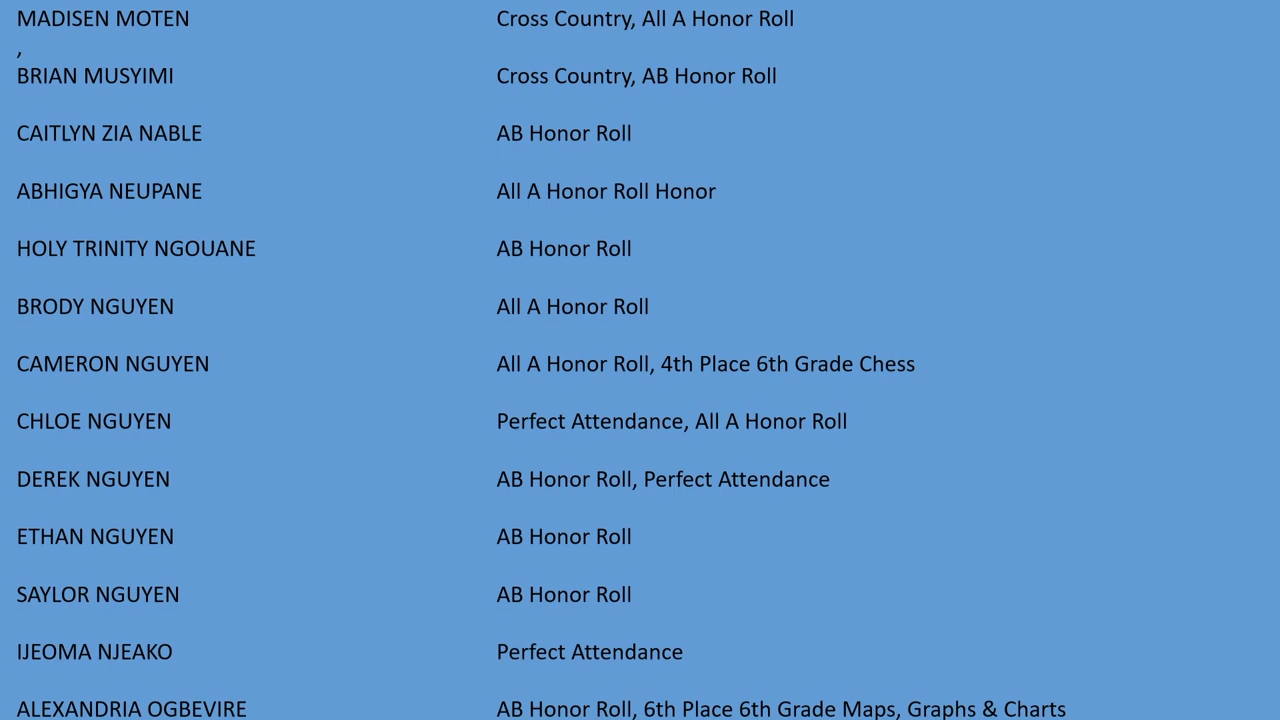 MADISEN MOTEN Cross Country, All A Honor Roll
,
BRIAN MUSYIMI Cross Country, AB Honor Roll
CAITLYN ZIA NABLE AB Honor Roll
ABHIGYA NEUPANE All A Honor Roll Honor
HOLY TRINITY NGOUANE AB Honor Roll
BRODY NGUYEN All A Honor Roll
CAMERON NGUYEN All A Honor Roll, 4th Place 6th Grade Chess
CHLOE NGUYEN Perfect Attendance, All A Honor Roll
DEREK NGUYEN AB Honor Roll, Perfect Attendance
ETHAN NGUYEN AB Honor Roll
SAYLOR NGUYEN AB Honor Roll
IJEOMA NJEAKO Perfect Attendance
ALEXANDRIA OGBEVIRE AB Honor Roll, 6th Place 6th Grade Maps, Graphs & Charts